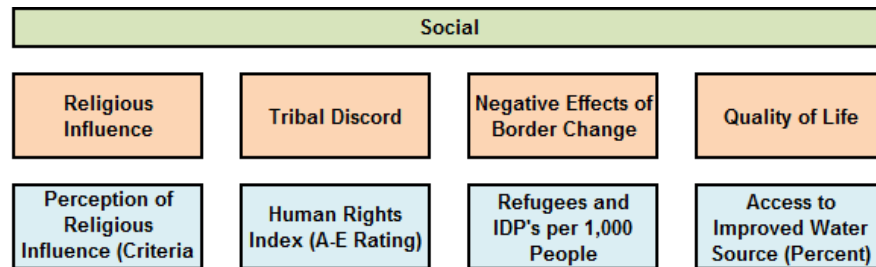 Social
Religious
Influence
Tribal Discord
Negative Effects of
Border Change
Quality of Life
Perception of
Religious
Influence (Criteria
Human Rights
Index (A-E Rating)
Refugees and
IDP's per 1,000
People
Access to
Improved Water
Source (Percent)